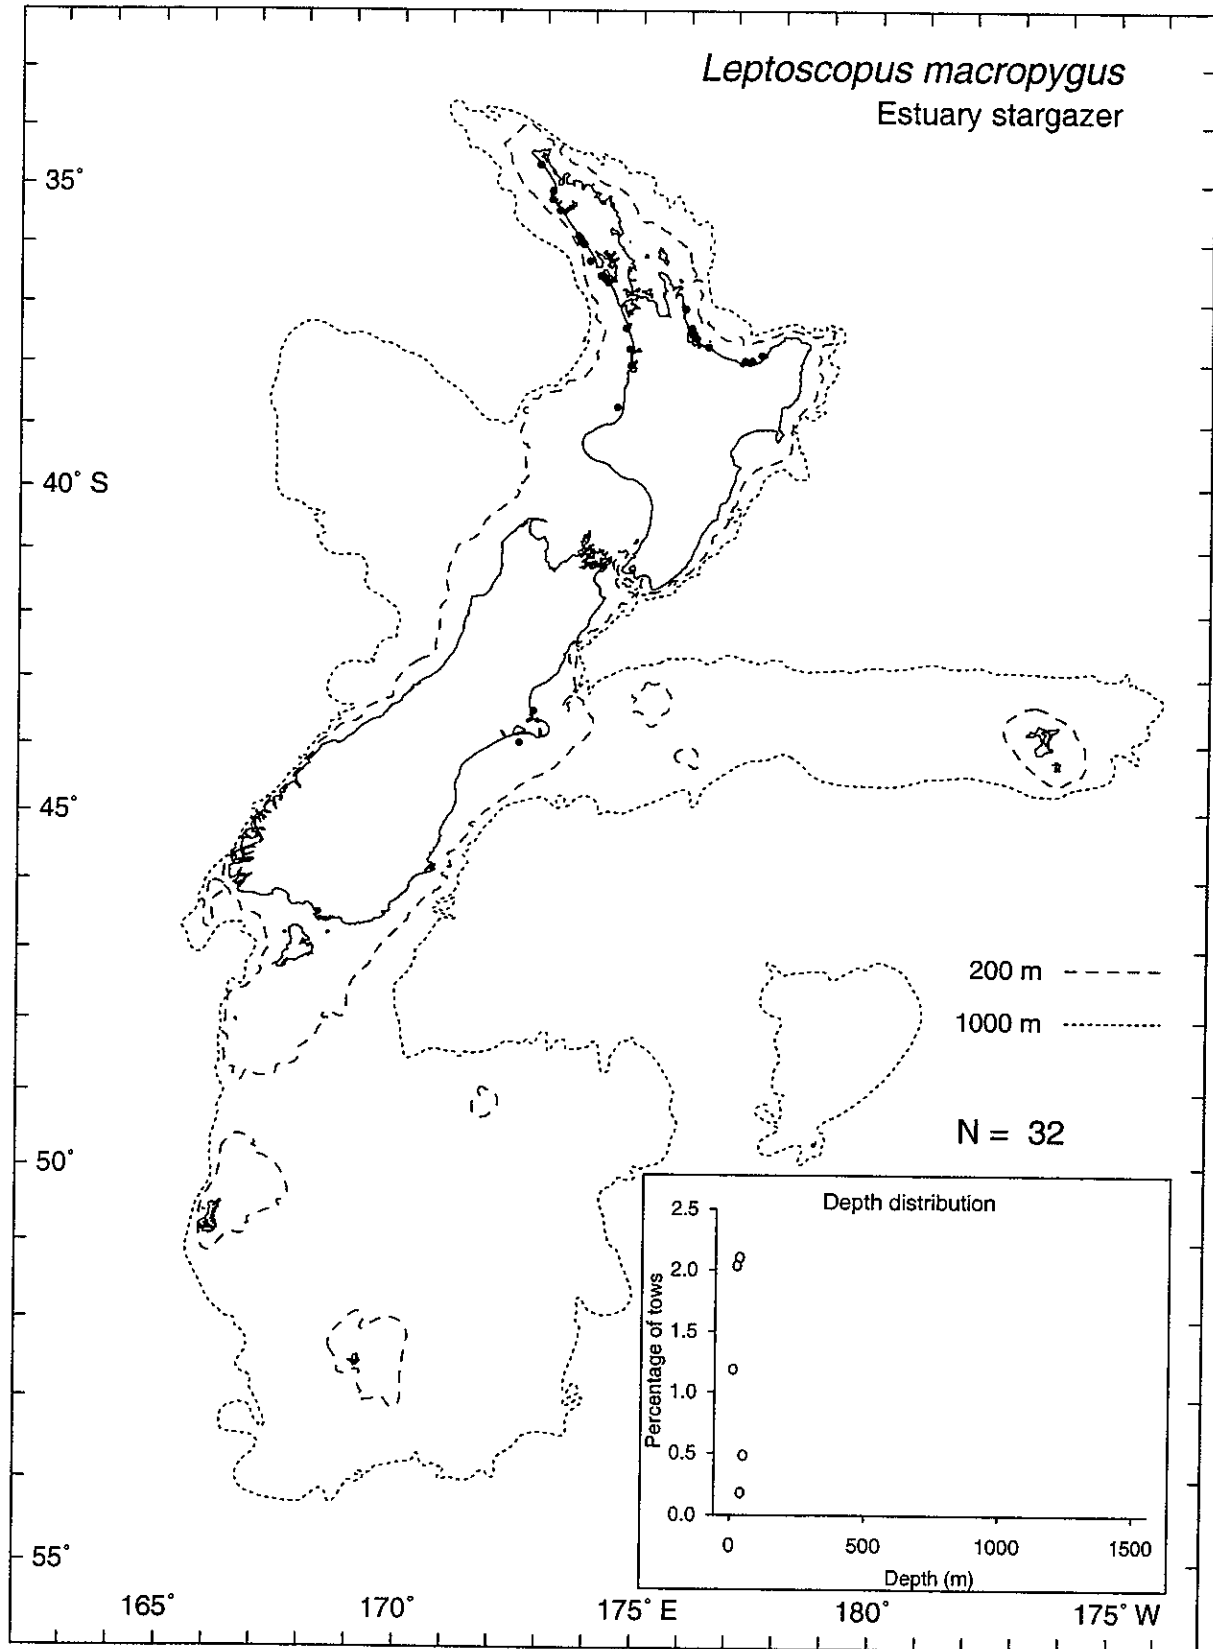 Leptoscopus macropygus
Estuary stargazer
35°
40° S
45°
50°
55°
165°
170°
175° E
180°
175° W
200 m
1000 m
N = 32
Depth distribution
Percentage of tows
2.5
2.0
1.5
1.0
0.5
0.0
0
500
1000
1500
Depth (m)